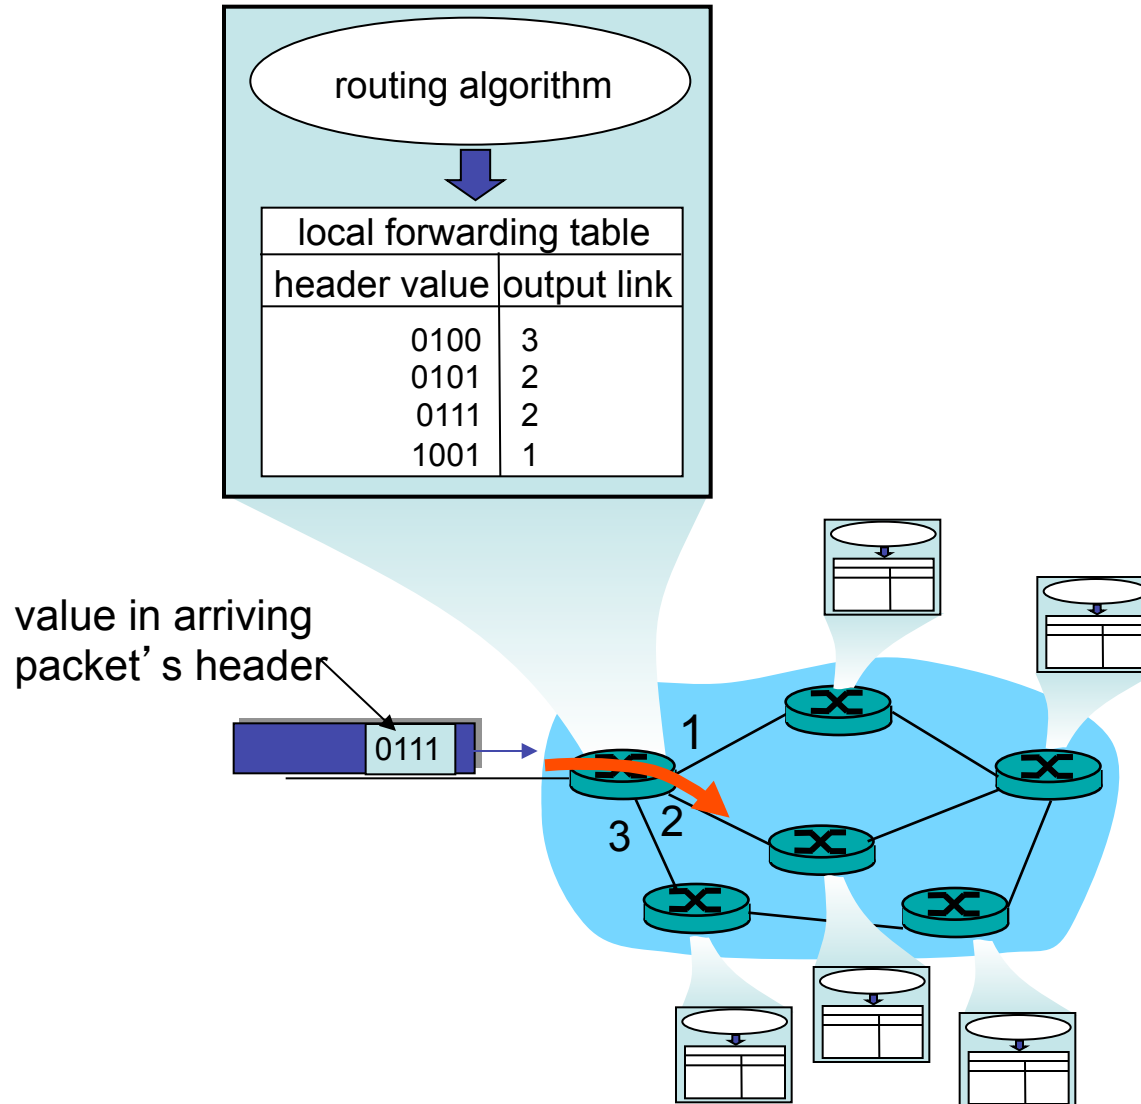 routing algorithm
local forwarding table
header value output link
0100 3
0101 2
0111 2
1001 1
value in arriving
packet’ s header
0111
1
2
3